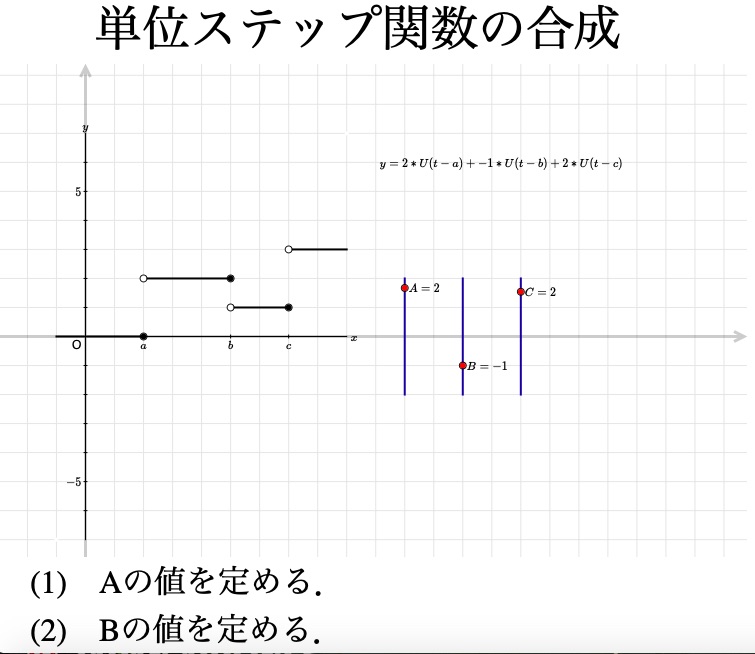 単位ステップ関数の合成
y
y = 2 * U(t − a) + −1 * U(t − b) + 2 * U(t − c)
5
A = 2
C = 2
O
a
b
c
x
B = −1
−5
(1) Aの値を定める.
(2) Bの値を定める.